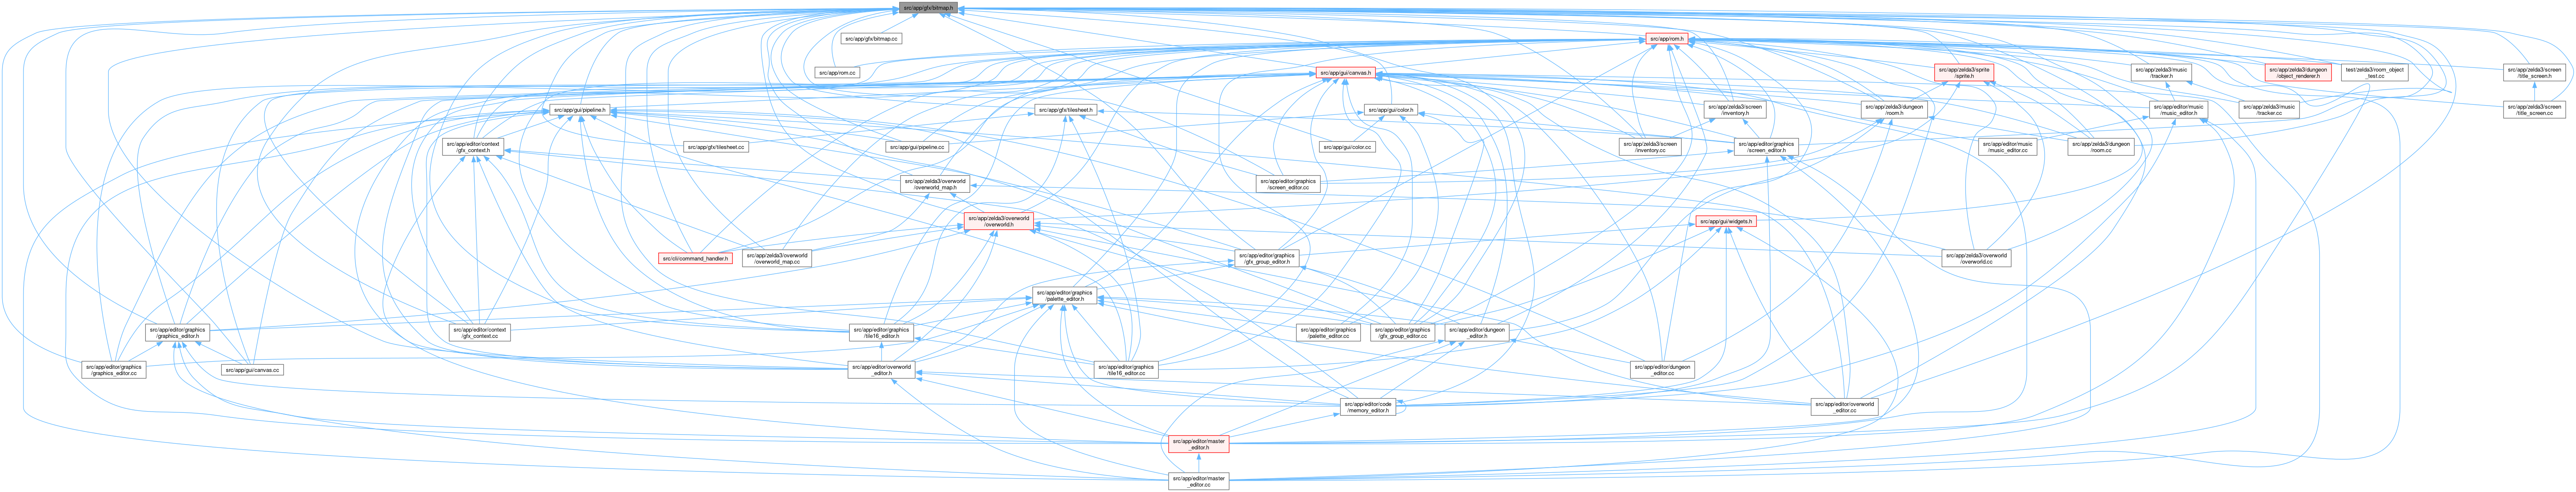 src/app/gfx/bitmap.h
src/app/gfx/bitmap.cc
src/app/rom.h
src/app/rom.cc
src/app/gui/canvas.h
src/app/zelda3/sprite
/sprite.h
src/app/zelda3/music
/tracker.h
src/app/zelda3/dungeon
/object_renderer.h
test/zelda3/room_object
_test.cc
src/app/zelda3/screen
/title_screen.h
src/app/gui/pipeline.h
src/app/gfx/tilesheet.h
src/app/gui/color.h
src/app/zelda3/screen
/inventory.h
src/app/zelda3/dungeon
/room.h
src/app/editor/music
/music_editor.h
src/app/zelda3/music
/tracker.cc
src/app/zelda3/screen
/title_screen.cc
src/app/editor/context
/gfx_context.h
src/app/gfx/tilesheet.cc
src/app/gui/pipeline.cc
src/app/gui/color.cc
src/app/zelda3/screen
/inventory.cc
src/app/editor/graphics
/screen_editor.h
src/app/editor/music
/music_editor.cc
src/app/zelda3/dungeon
/room.cc
src/app/zelda3/overworld
/overworld_map.h
src/app/editor/graphics
/screen_editor.cc
src/app/zelda3/overworld
/overworld.h
src/app/gui/widgets.h
src/cli/command_handler.h
src/app/zelda3/overworld
/overworld_map.cc
src/app/editor/graphics
/gfx_group_editor.h
src/app/zelda3/overworld
/overworld.cc
src/app/editor/graphics
/palette_editor.h
src/app/editor/graphics
/graphics_editor.h
src/app/editor/context
/gfx_context.cc
src/app/editor/graphics
/tile16_editor.h
src/app/editor/graphics
/palette_editor.cc
src/app/editor/graphics
/gfx_group_editor.cc
src/app/editor/dungeon
_editor.h
src/app/editor/graphics
/graphics_editor.cc
src/app/gui/canvas.cc
src/app/editor/overworld
_editor.h
src/app/editor/graphics
/tile16_editor.cc
src/app/editor/dungeon
_editor.cc
src/app/editor/code
/memory_editor.h
src/app/editor/overworld
_editor.cc
src/app/editor/master
_editor.h
src/app/editor/master
_editor.cc